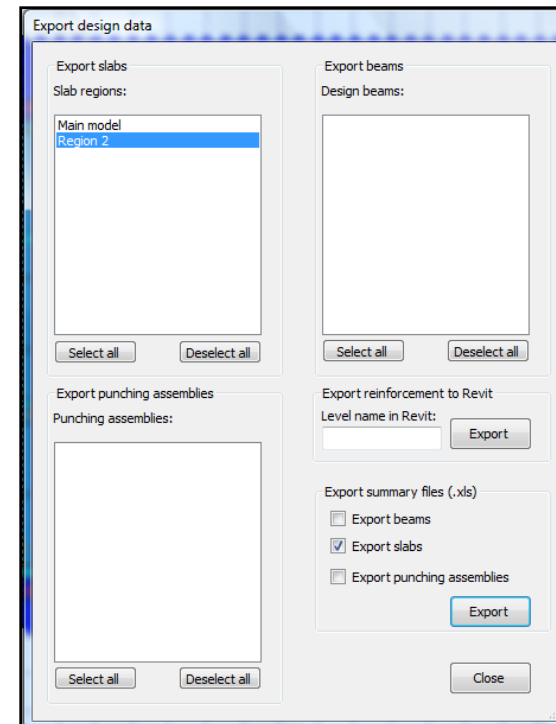 Export design data
Export slabs
Slab regions:
Main model
Region 2
Select all
Deselect all
Export beams
Design beams:
Select all
Deselect all
Export punching assemblies
Punching assemblies:
Select all
Deselect all
Export reinforcement to Revit
Level name in Revit:
Export
Export summary files (.xls)
Export beams
Export slabs
Export punching assemblies
Export
Close